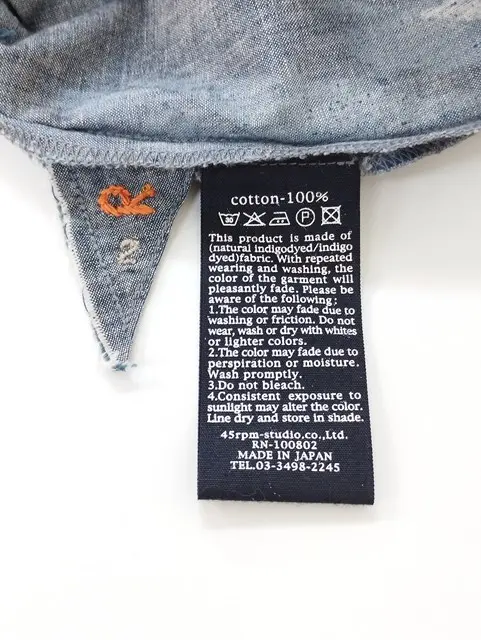 R
2
cotton-100%
30 P
This product is made of
(natural indigodyed/indigo
dyed)fabric. With repeated
wearing and washing, the
color of the garment will
pleasantly fade. Please be
aware of the following;
1.The color may fade due to
washing or friction. Do not
wear, wash or dry with whites
or lighter colors.
2.The color may fade due to
perspiration or moisture.
Wash promptly.
3.Do not bleach.
4.Consistent exposure to
sunlight may alter the color.
Line dry and store in shade.
45rpm-studio.co.,Ltd.
RN-100802
MADE IN JAPAN
TEL.03-3498-2245